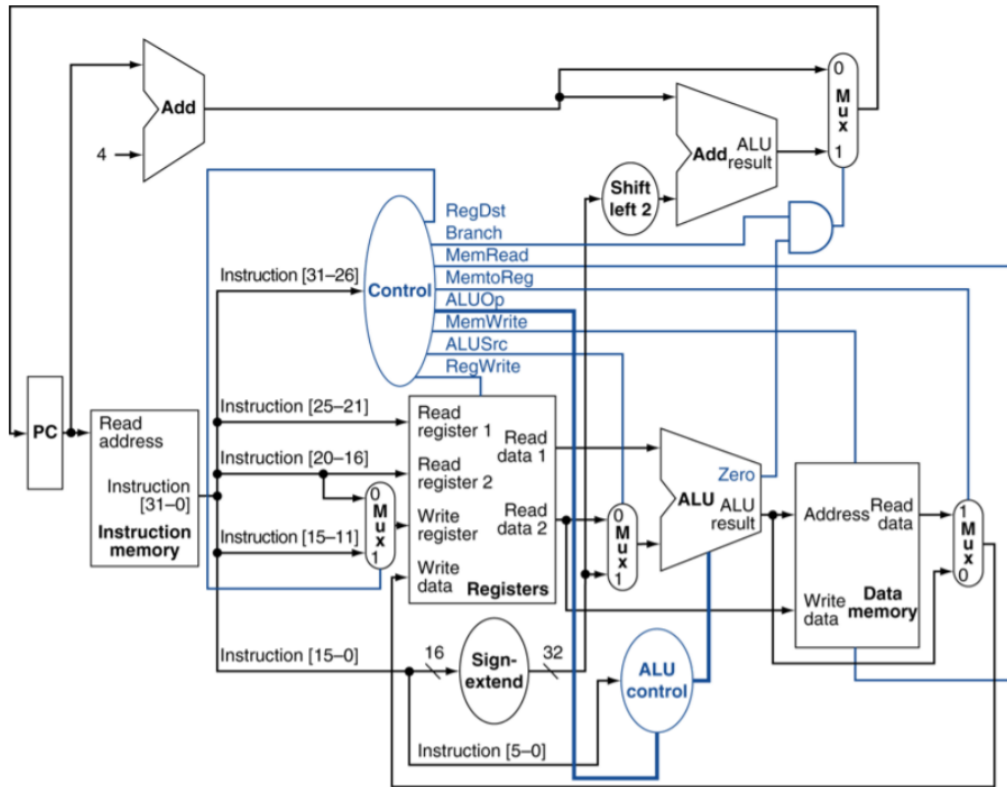 Add
4
0
M
u
x
1
Add ALU
result
Shift
left 2
RegDst
Branch
MemRead
MemtoReg
ALUOp
MemWrite
ALUSrc
RegWrite
Control
Instruction [31–26]
Instruction [25–21]
Instruction [20–16]
Instruction [15–11]
Instruction [15–0]
Instruction [5–0]
PC
Read
address
Instruction
[31–0]
Instruction
memory
0
M
u
x
1
Read
register 1
Read
register 2
Write
register
Write
data
Read
data 1
Read
data 2
Registers
0
M
u
x
1
Zero
ALU
ALU
result
Address
Read
data
Write
data
Data
memory
1
M
u
x
0
16
Sign-
extend
32
ALU
control